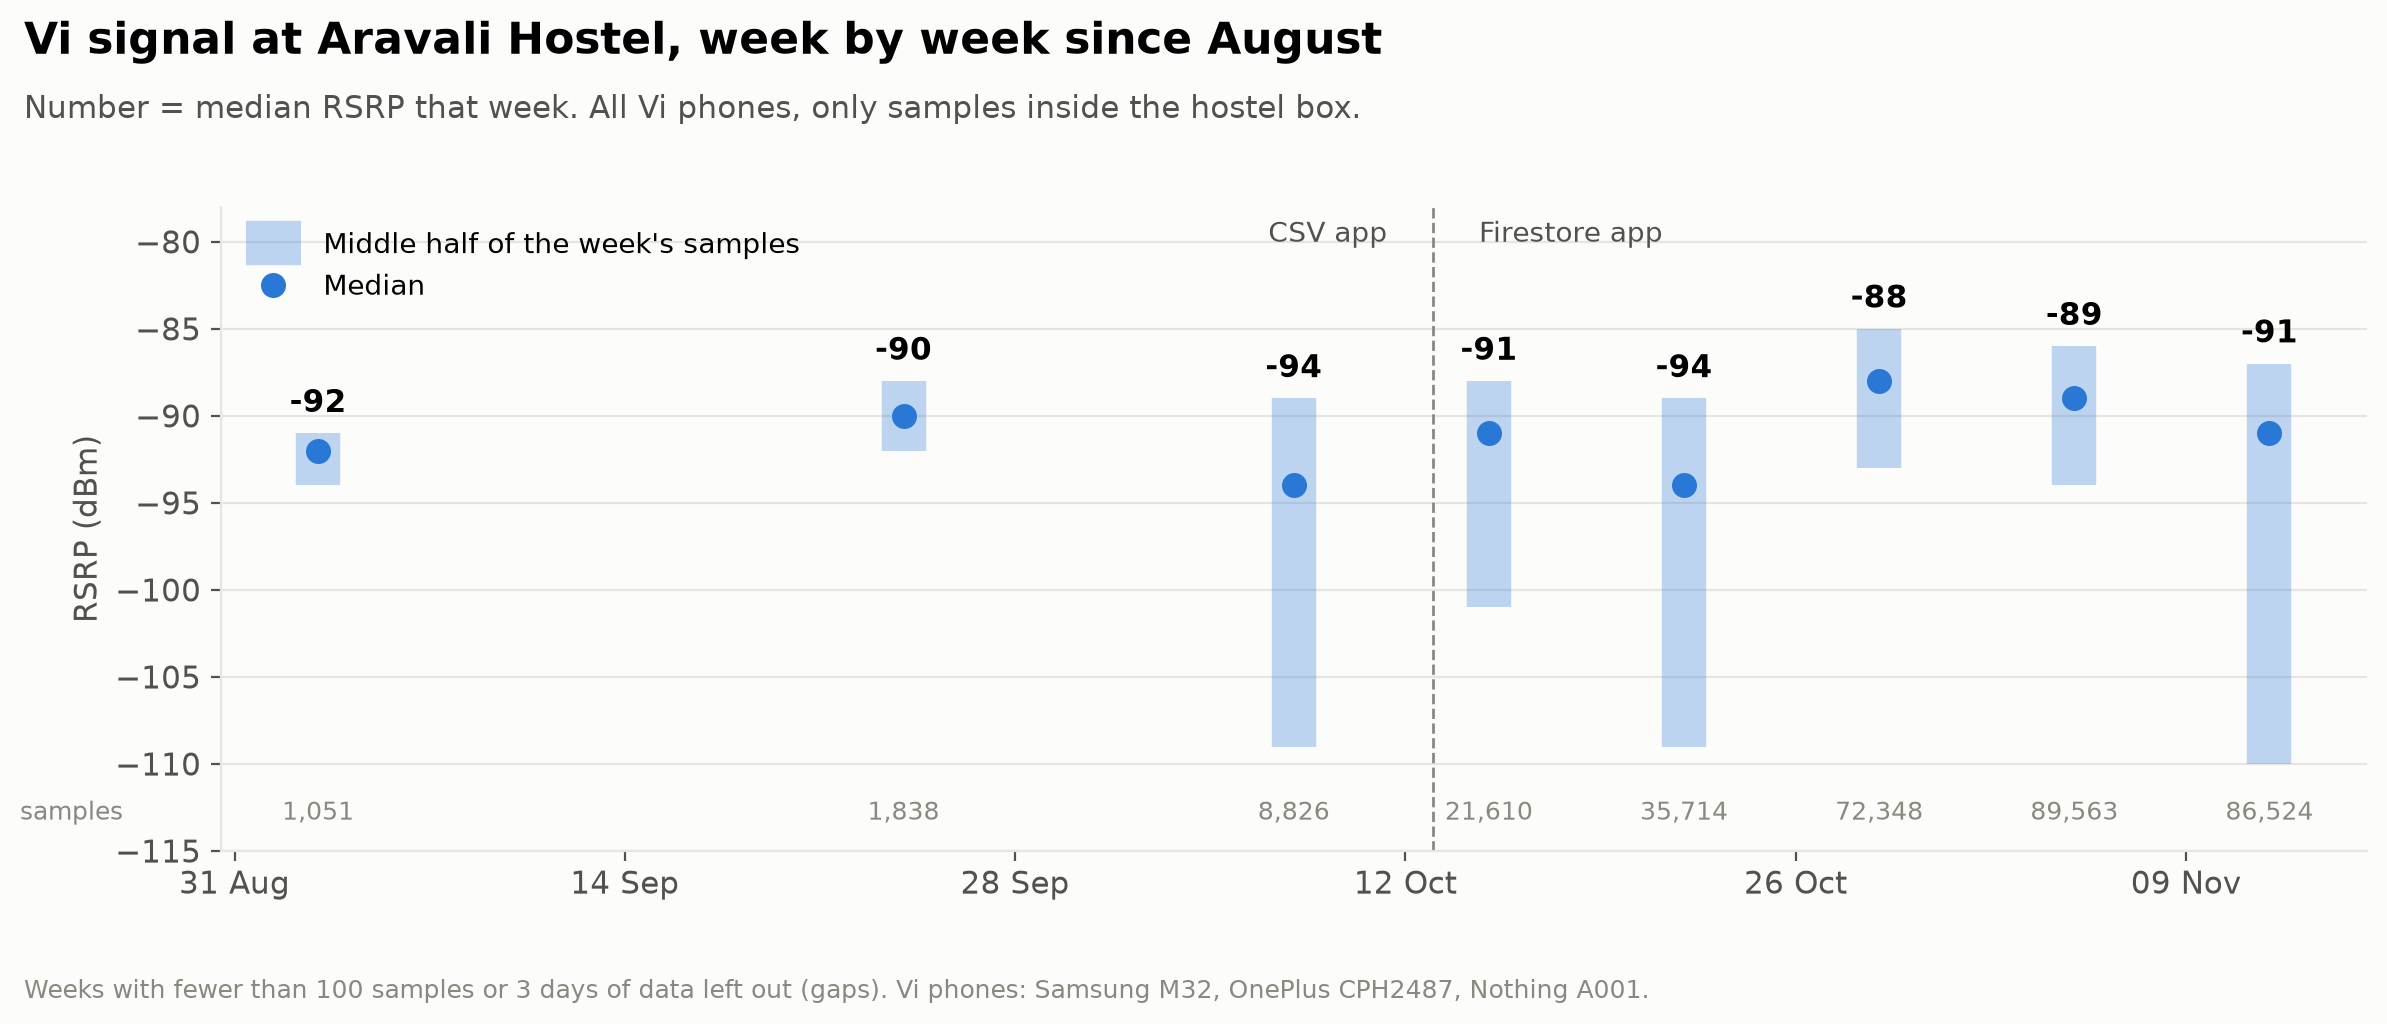 Vi signal at Aravali Hostel, week by week since August
Number = median RSRP that week. All Vi phones, only samples inside the hostel box.
Middle half of the week's samples
Median
CSV app
Firestore app
RSRP (dBm)
−80
−85
−90
−95
−100
−105
−110
−115
-92
-90
-94
-91
-94
-88
-89
-91
samples
1,051
1,838
8,826
21,610
35,714
72,348
89,563
86,524
31 Aug
14 Sep
28 Sep
12 Oct
26 Oct
09 Nov
Weeks with fewer than 100 samples or 3 days of data left out (gaps). Vi phones: Samsung M32, OnePlus CPH2487, Nothing A001.